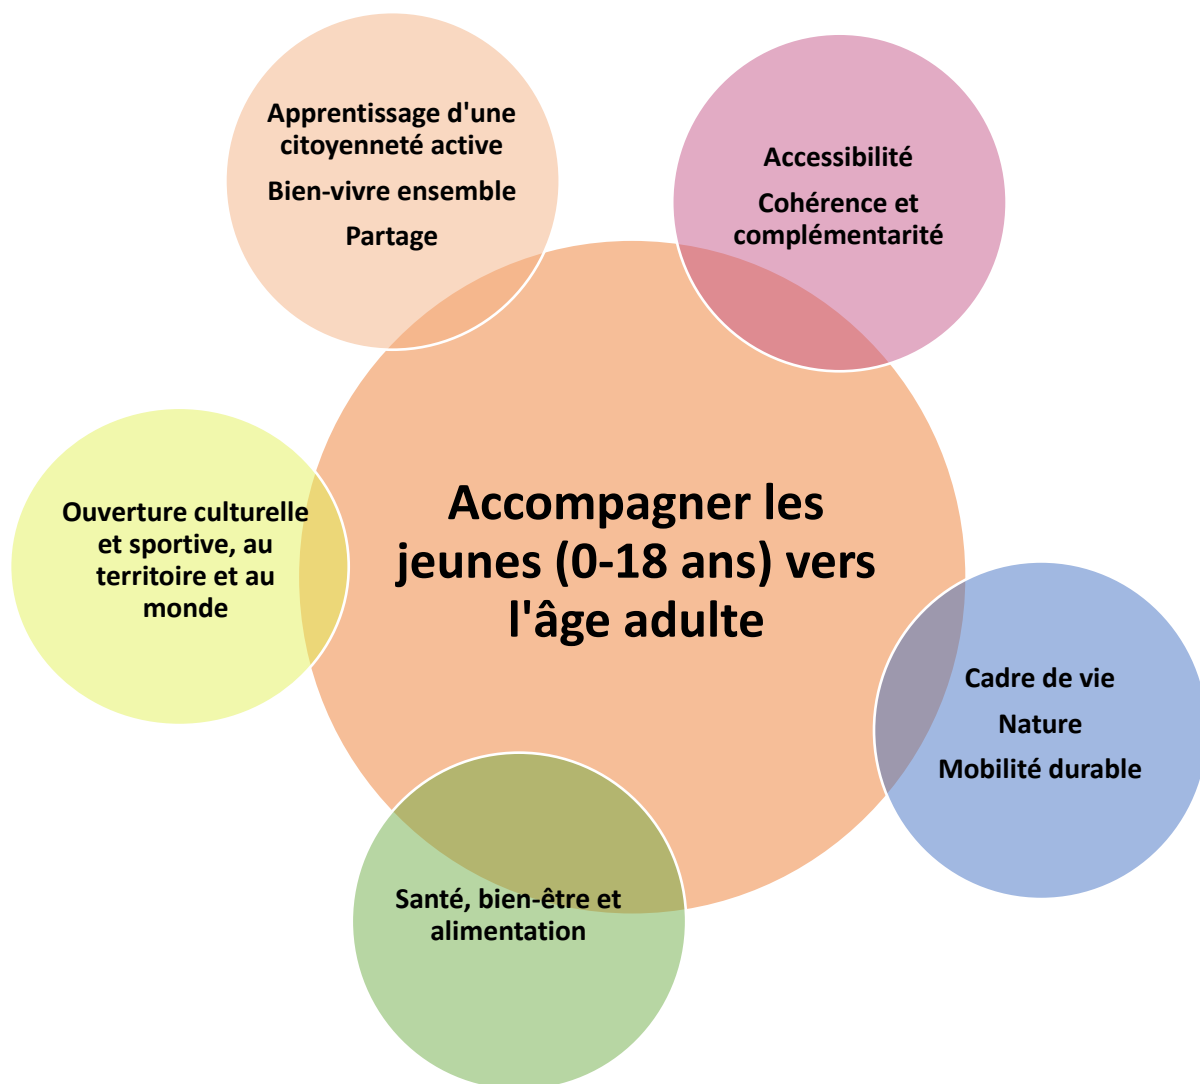 Apprentissage d'une
citoyenneté active
Bien-vivre ensemble
Partage
Accessibilité
Cohérence et
complémentarité
Ouverture culturelle
et sportive, au
territoire et au
monde
Accompagner les
jeunes (0-18 ans) vers
l'âge adulte
Cadre de vie
Nature
Mobilité durable
Santé, bien-être et
alimentation